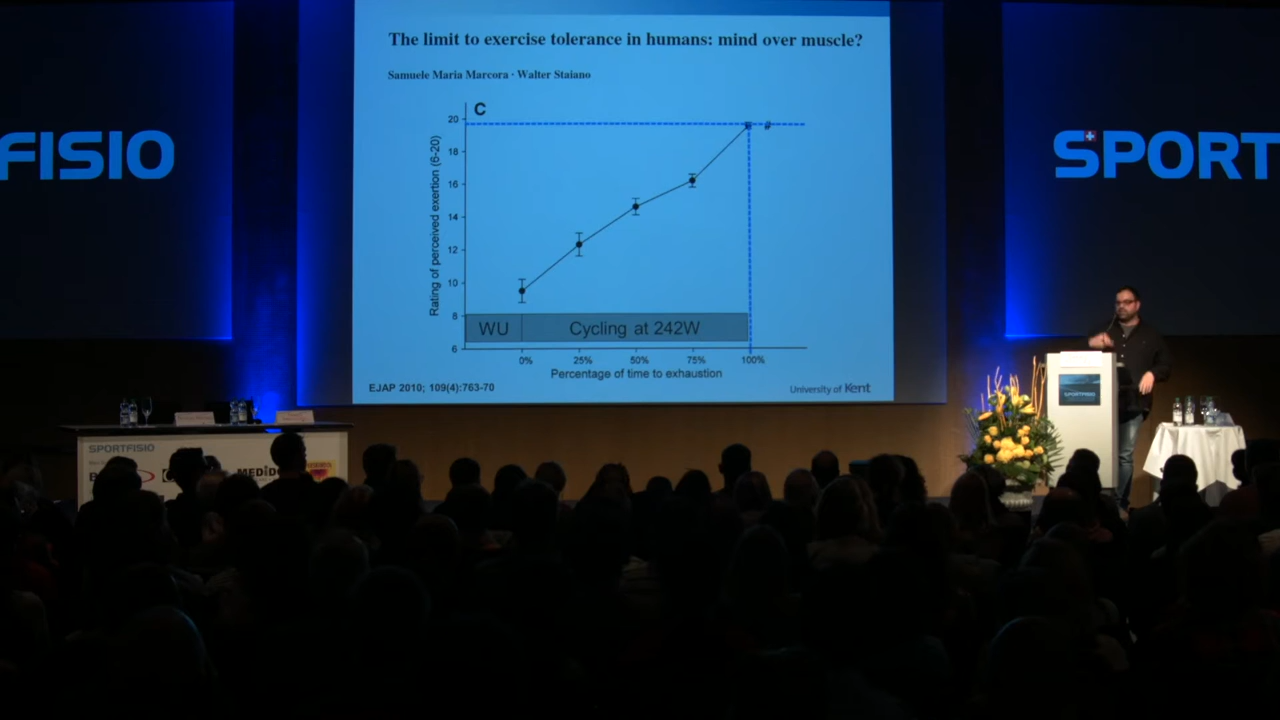 The limit to exercise tolerance in humans: mind over muscle?
Samuele Maria Marcora · Walter Staiano
C
Rating of perceived exertion (6-20)
20
18
16
14
12
10
8
6
#
WU
Cycling at 242W
0% 25% 50% 75% 100%
Percentage of time to exhaustion
EJAP 2010; 109(4):763-70
University of Kent
FISIO
SPORT
SPORTFISIO
SPORTFISIO